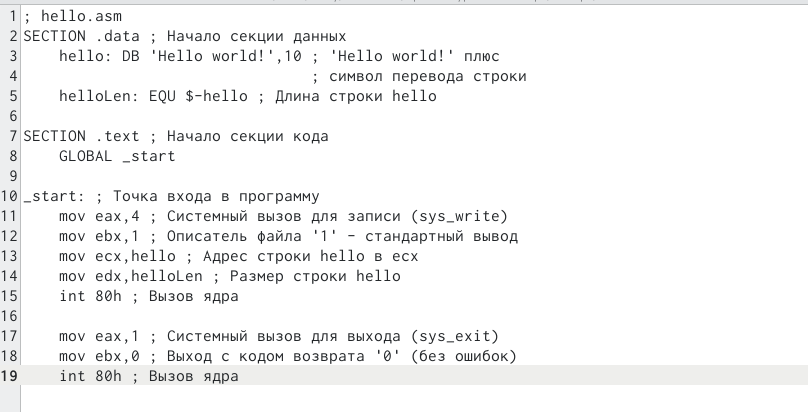 1 ; hello.asm
2 SECTION .data ; Начало секции данных
3 hello: DB 'Hello world!',10 ; 'Hello world!' плюс
4 ; символ перевода строки
5 helloLen: EQU $-hello ; Длина строки hello
6
7 SECTION .text ; Начало секции кода
8 GLOBAL _start
9
10 _start: ; Точка входа в программу
11 mov eax,4 ; Системный вызов для записи (sys_write)
12 mov ebx,1 ; Описатель файла '1' - стандартный вывод
13 mov ecx,hello ; Адрес строки hello в ecx
14 mov edx,helloLen ; Размер строки hello
15 int 80h ; Вызов ядра
16
17 mov eax,1 ; Системный вызов для выхода (sys_exit)
18 mov ebx,0 ; Выход с кодом возврата '0' (без ошибок)
19 int 80h ; Вызов ядра